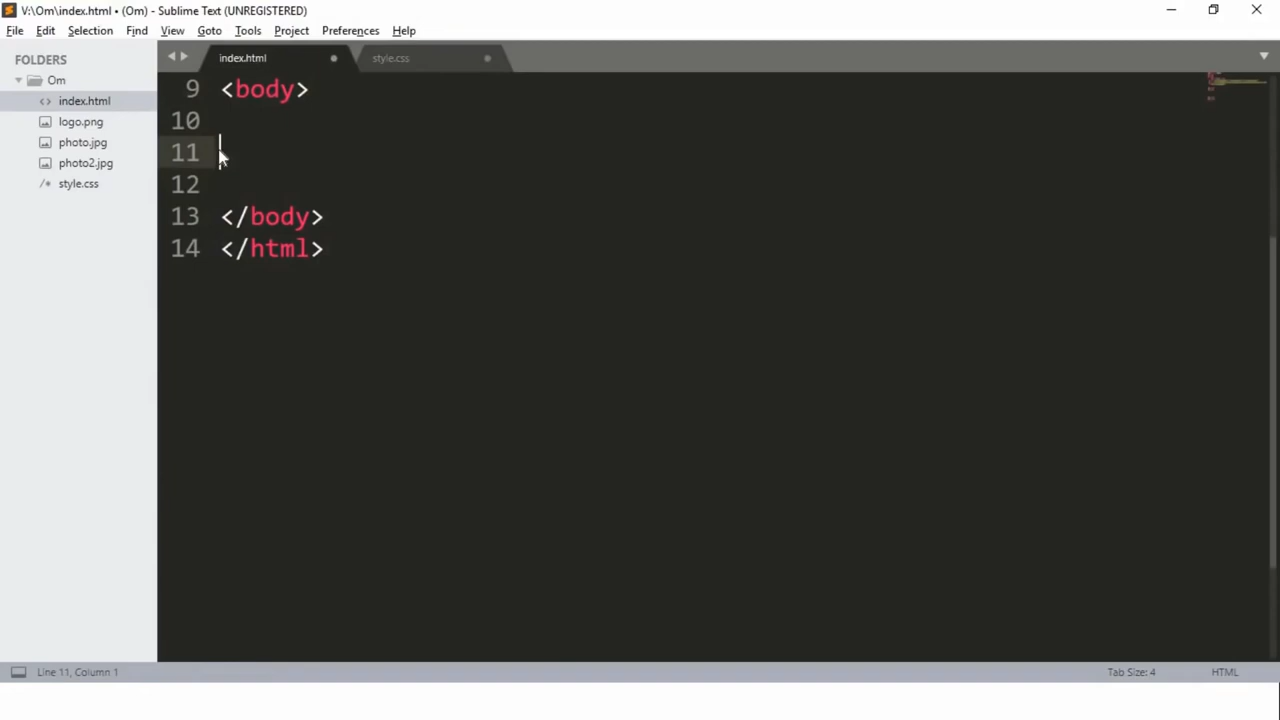 V:\Om\index.html • (Om) - Sublime Text (UNREGISTERED)
File Edit Selection Find View Goto Tools Project Preferences Help
FOLDERS
Om
index.html
logo.png
photo.jpg
photo2.jpg
style.css
index.html style.css
9 <body>
10
11
12
13 </body>
14 </html>
Line 11, Column 1 Tab Size: 4 HTML